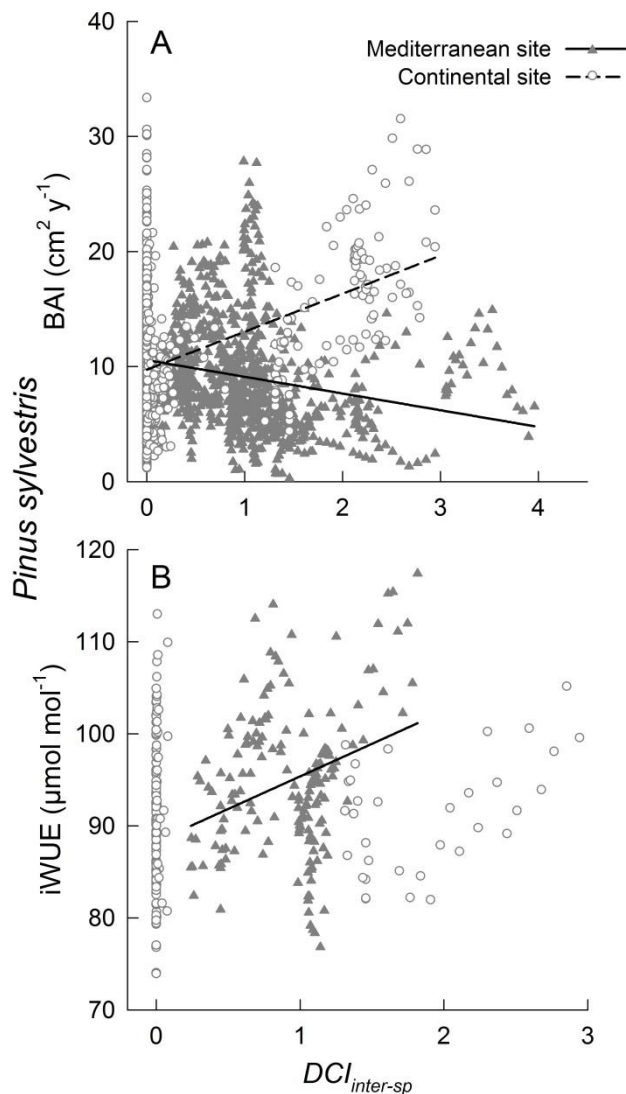 40
A
Mediterranean site
Continental site
30
20
10
0
BAI (cm² y⁻¹)
0 1 2 3 4
Pinus sylvestris
120
B
110
100
90
80
70
iWUE (µmol mol⁻¹)
0 1 2 3
DCI inter-sp